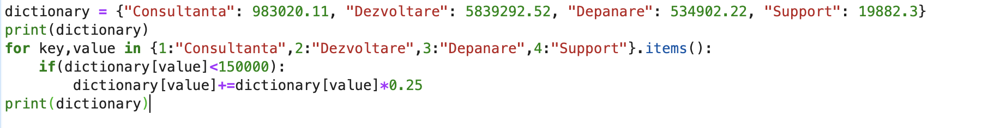 dictionary = {"Consultanta": 983020.11, "Dezvoltare": 5839292.52, "Depanare": 534902.22, "Support": 19882.3}
print(dictionary)
for key,value in {1:"Consultanta",2:"Dezvoltare",3:"Depanare",4:"Support"}.items():
    if(dictionary[value]<150000):
        dictionary[value]+=dictionary[value]*0.25
print(dictionary)